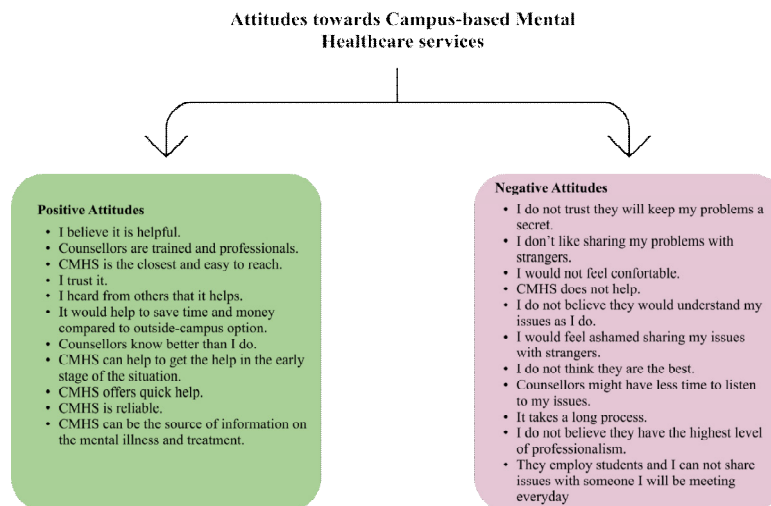 Attitudes towards Campus-based Mental
Healthcare services
Positive Attitudes
• I believe it is helpful.
• Counsellors are trained and professionals.
• CMHS is the closest and easy to reach.
• I trust it.
• I heard from others that it helps.
• It would help to save time and money
compared to outside-campus option.
• Counsellors know better than I do.
• CMHS can help to get the help in the early
stage of the situation.
• CMHS offers quick help.
• CMHS is reliable.
• CMHS can be the source of information on
the mental illness and treatment.
Negative Attitudes
• I do not trust they will keep my problems a
secret.
• I don't like sharing my problems with
strangers.
• I would not feel confortable.
• CMHS does not help.
• I do not believe they would understand my
issues as I do.
• I would feel ashamed sharing my issues
with strangers.
• I do not think they are the best.
• Counsellors might have less time to listen
to my issues.
• It takes a long process.
• I do not believe they have the highest level
of professionalism.
• They employ students and I can not share
issues with someone I will be meeting
everyday